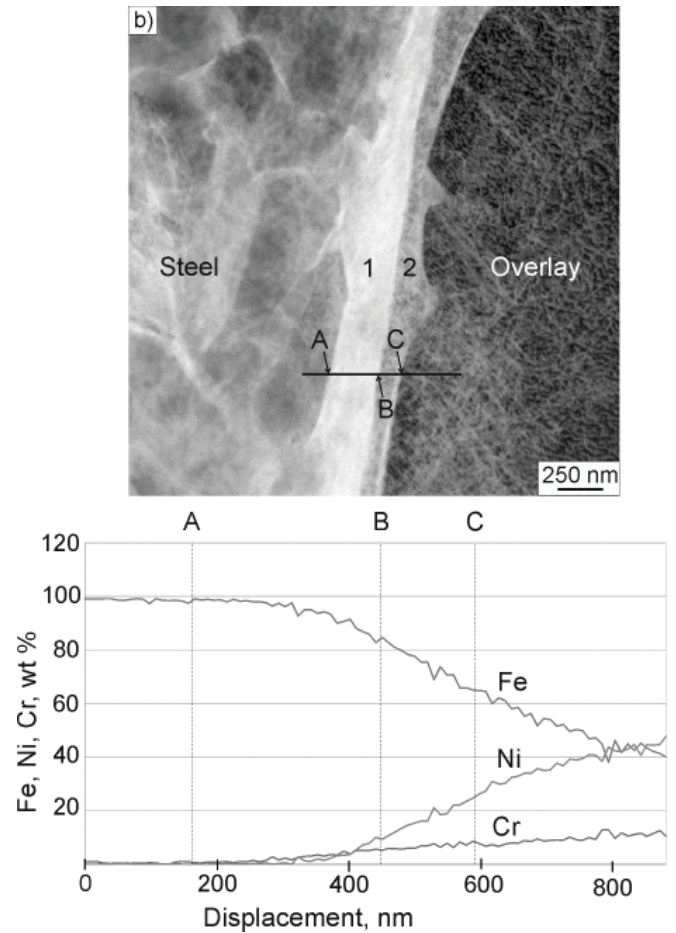 b)
Steel
1
2
Overlay
A
C
B
250 nm
A B C
120
100
80
60
40
20
Fe
Ni
Cr
Fe, Ni, Cr, wt %
0 200 400 600 800
Displacement, nm